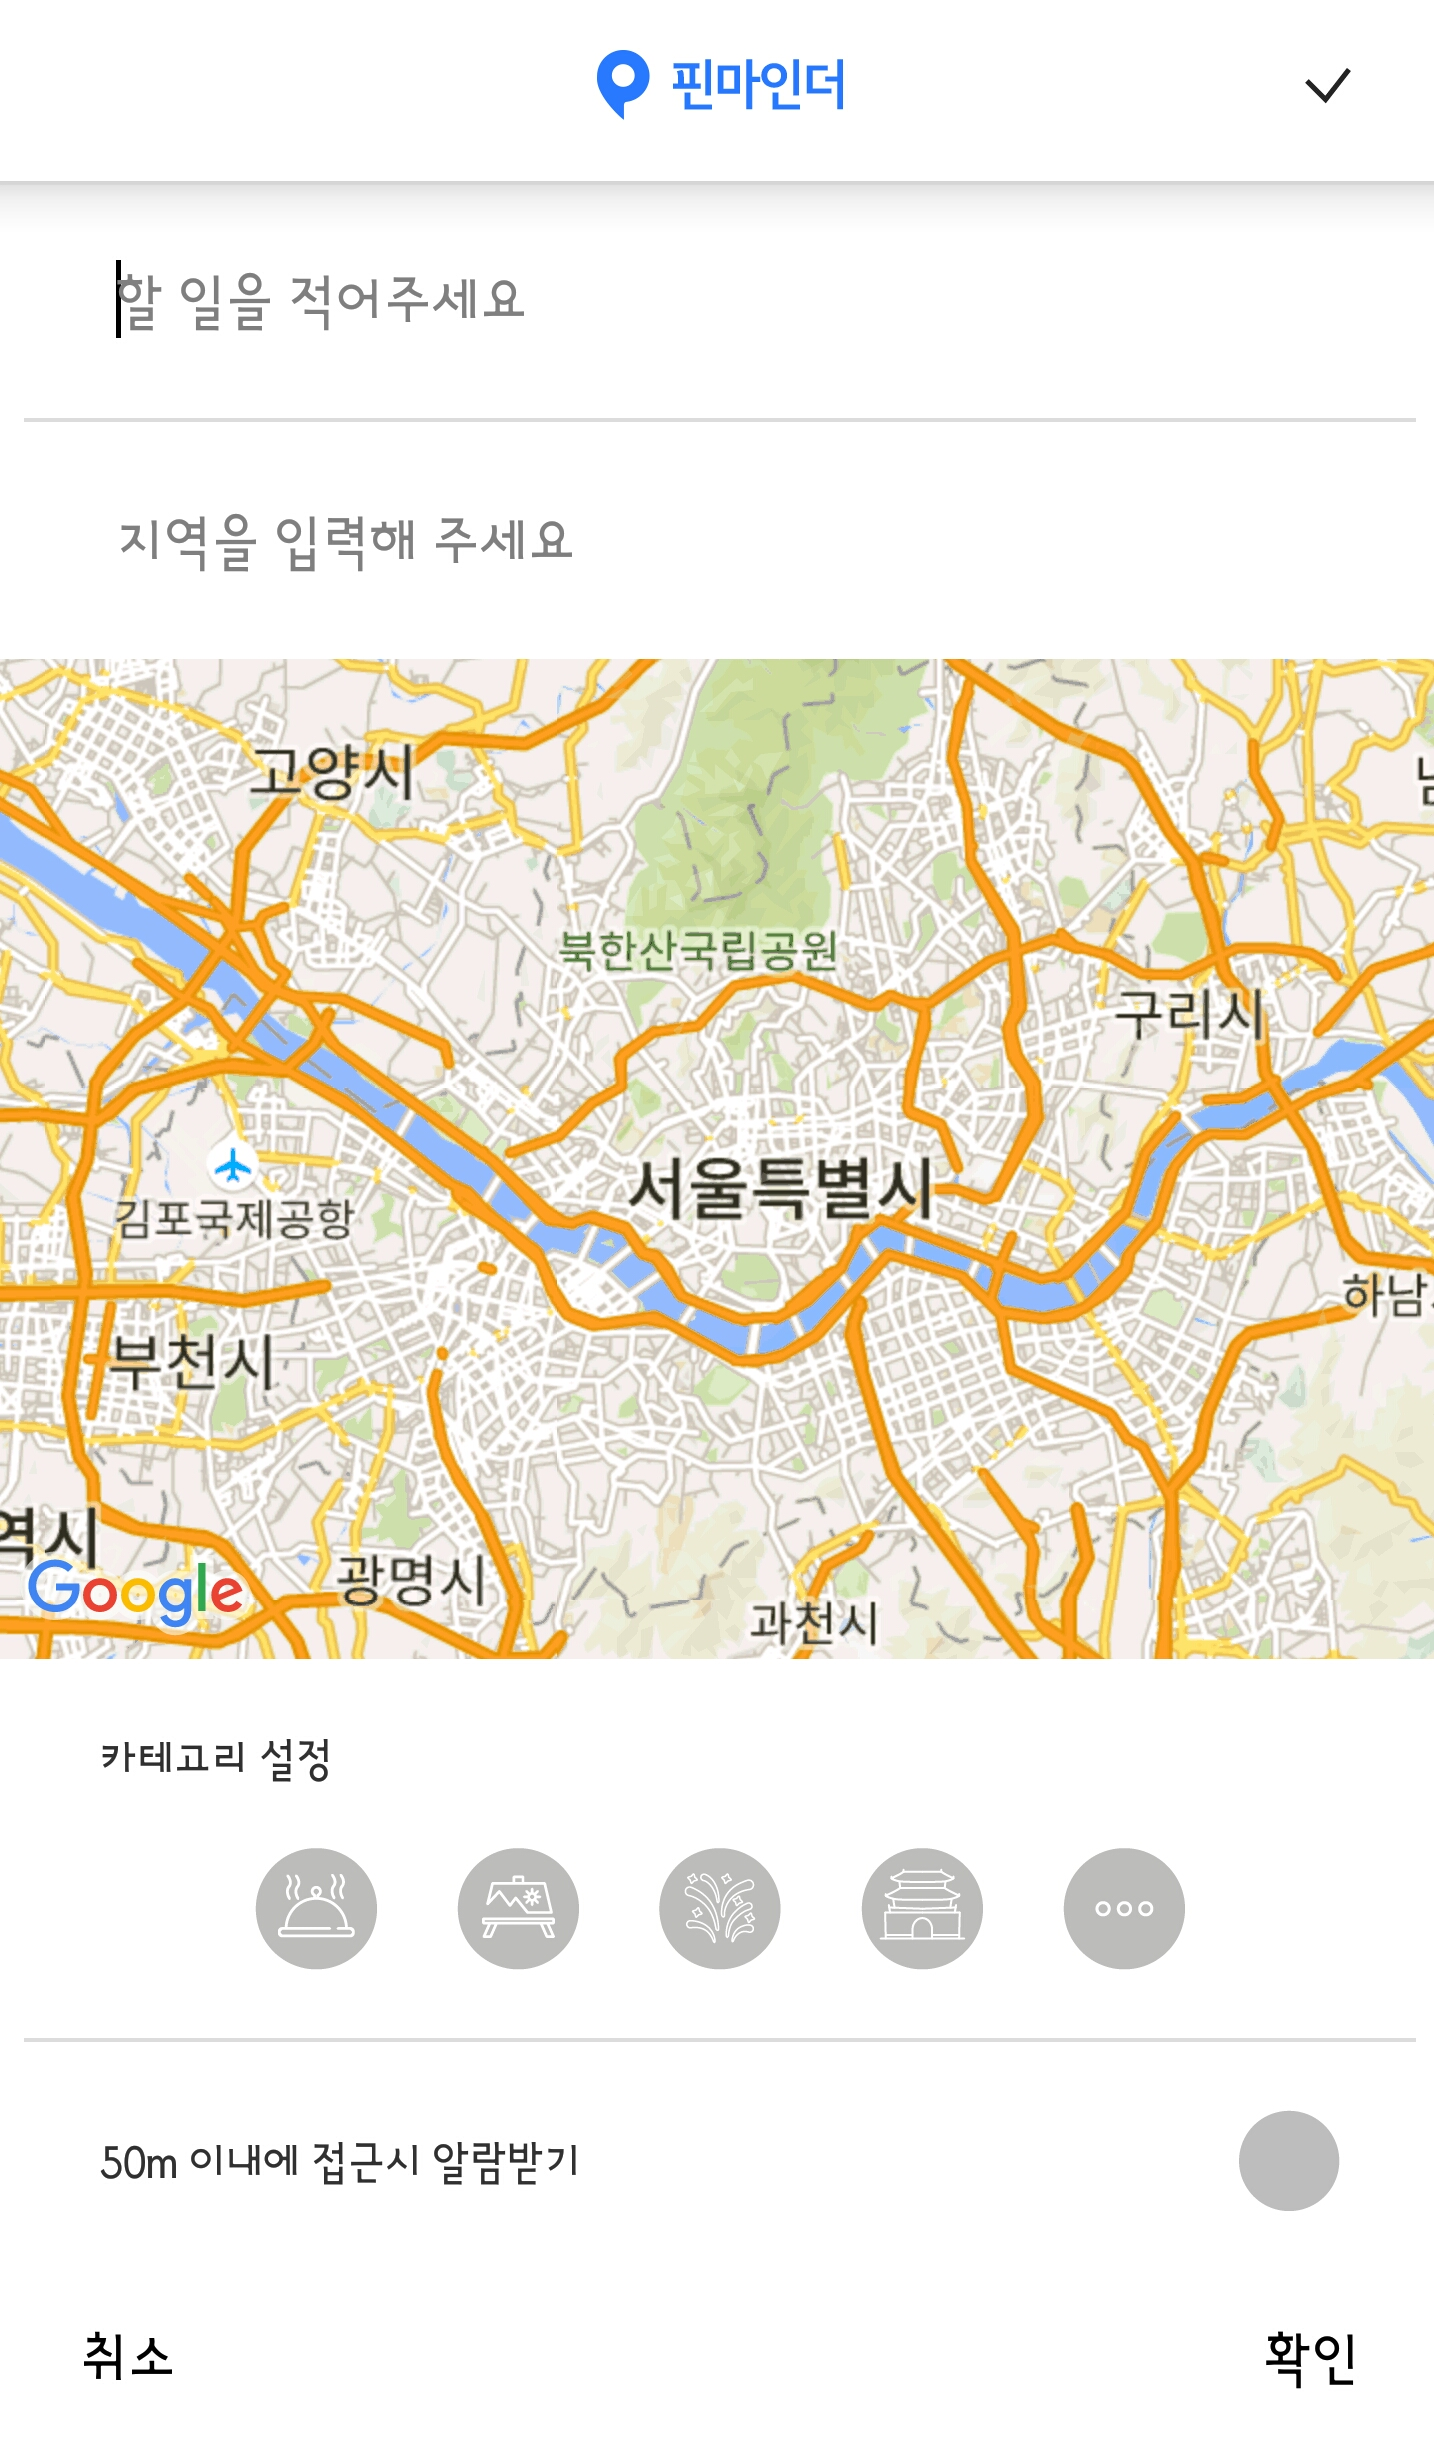 핀마인더
할 일을 적어주세요
지역을 입력해 주세요
고양시
북한산국립공원
구리시
서울특별시
김포국제공항
하남
부천시
역시
Google
광명시
과천시
카테고리 설정
50m 이내에 접근시 알람받기
취소
확인